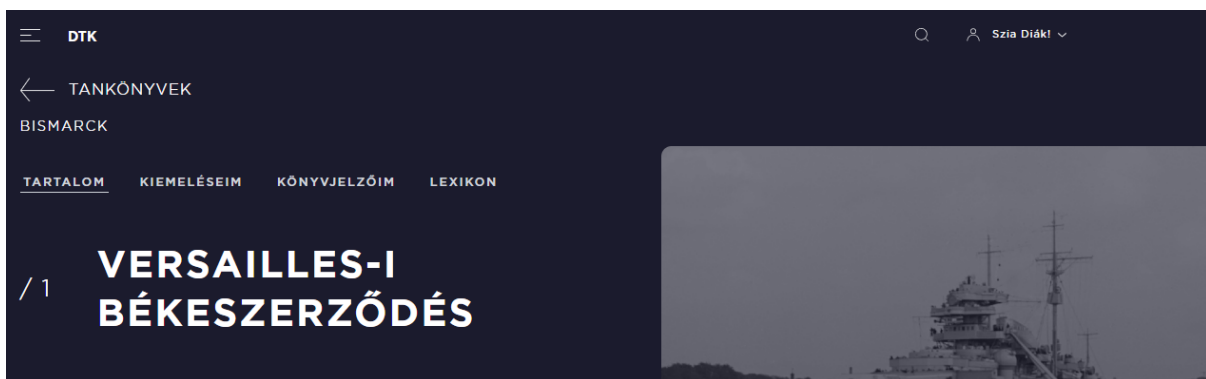 DTK
Szia Diák!
TANKÖNYVEK
BISMARCK
TARTALOM KIEMELÉSEIM KÖNYVJELZŐIM LEXIKON
/ 1
VERSAILLES-I
BÉKESZERZŐDÉS